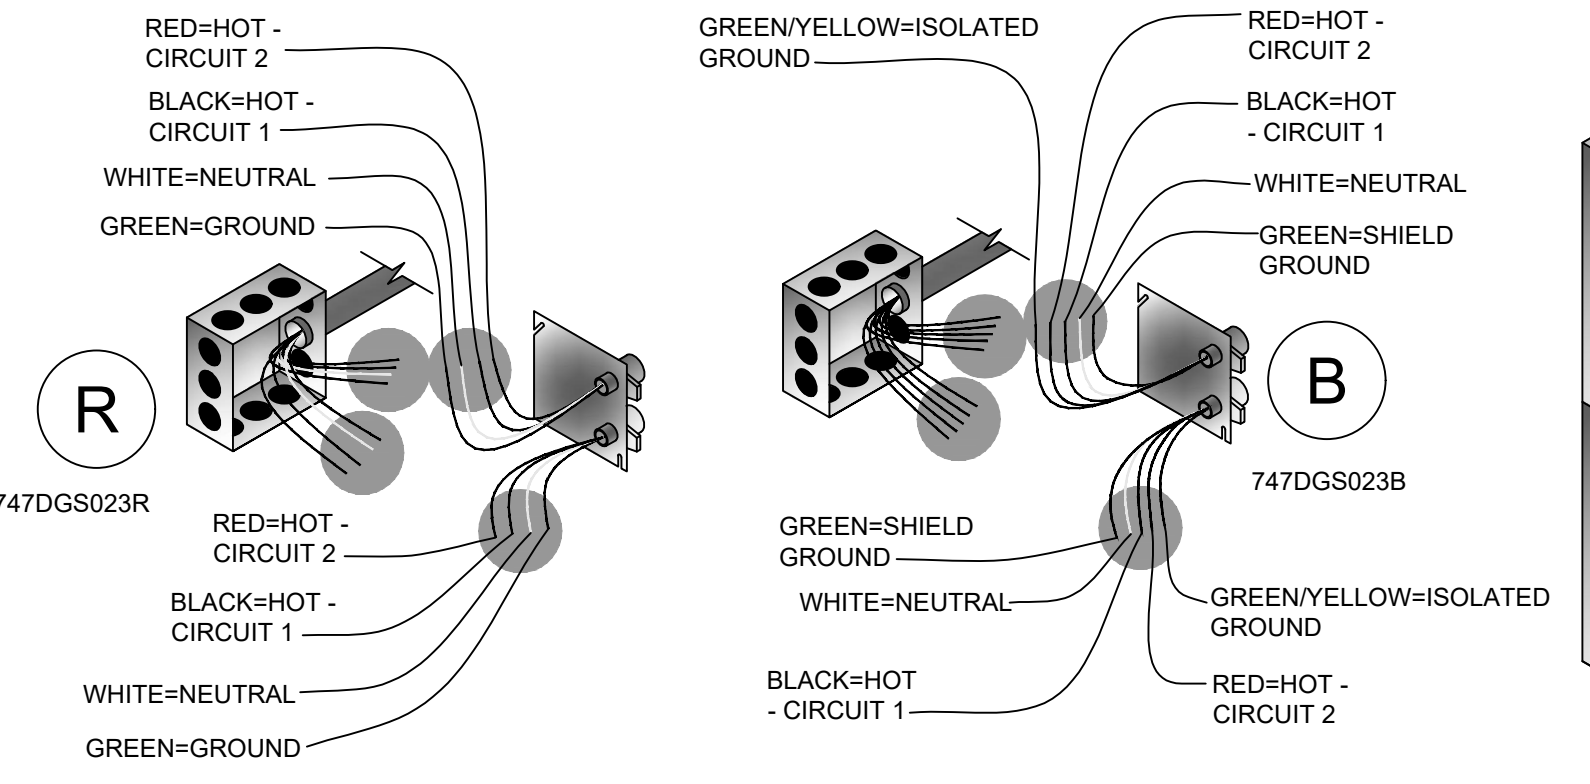 RED=HOT -
CIRCUIT 2
BLACK=HOT -
CIRCUIT 1
WHITE=NEUTRAL
GREEN=GROUND
R
747DGS023R
RED=HOT -
CIRCUIT 2
BLACK=HOT -
CIRCUIT 1
WHITE=NEUTRAL
GREEN=GROUND
GREEN/YELLOW=ISOLATED
GROUND
RED=HOT -
CIRCUIT 2
BLACK=HOT
- CIRCUIT 1
WHITE=NEUTRAL
GREEN=SHIELD
GROUND
B
747DGS023B
GREEN=SHIELD
GROUND
WHITE=NEUTRAL
BLACK=HOT
- CIRCUIT 1
GREEN/YELLOW=ISOLATED
GROUND
RED=HOT -
CIRCUIT 2